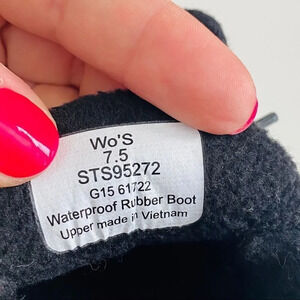 Wo'S
7.5
STS95272
G15 61722
Waterproof Rubber Boot
Upper made in Vietnam